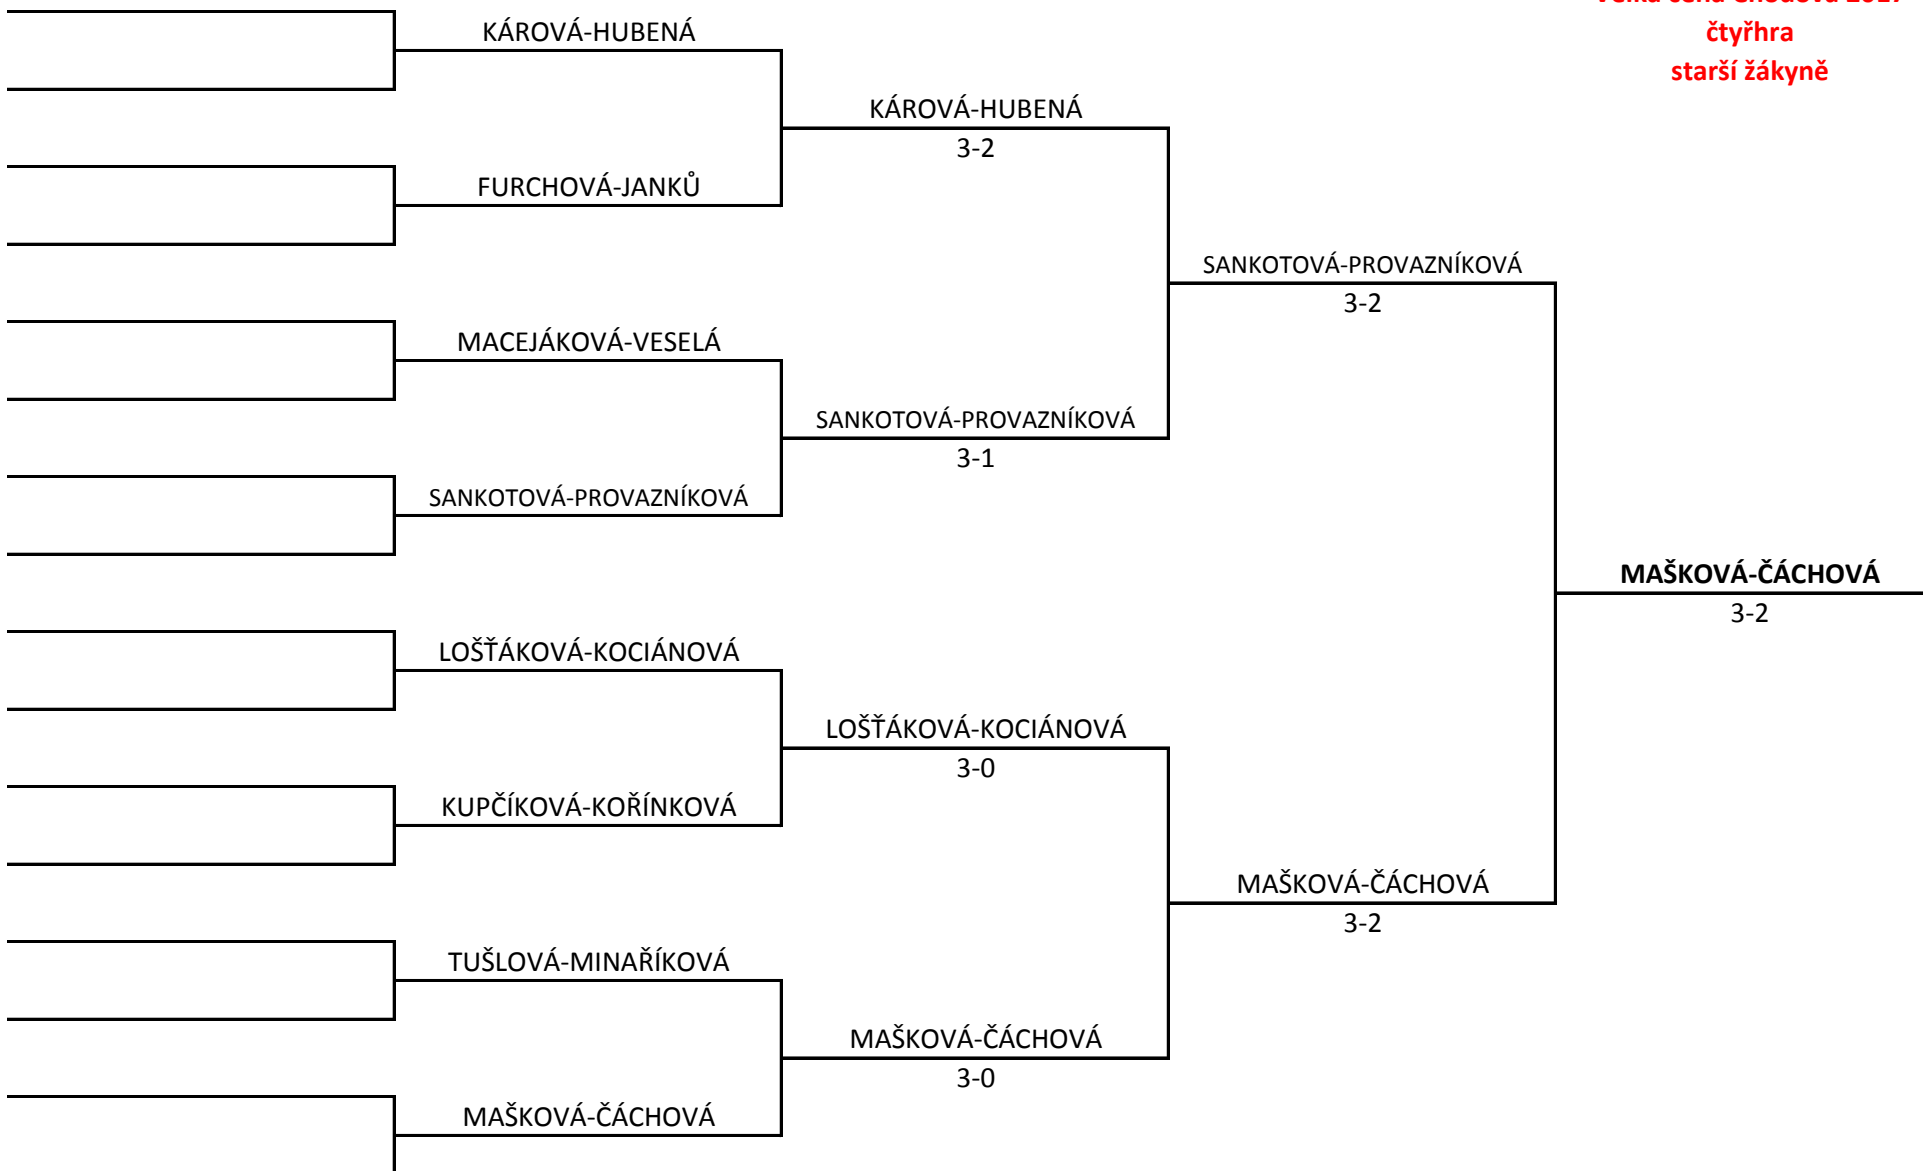 čtyřhra
starší žákyně
KÁROVÁ-HUBENÁ
KÁROVÁ-HUBENÁ
3-2
FURCHOVÁ-JANKŮ
SANKOTOVÁ-PROVAZNÍKOVÁ
3-2
MACEJÁKOVÁ-VESELÁ
SANKOTOVÁ-PROVAZNÍKOVÁ
3-1
SANKOTOVÁ-PROVAZNÍKOVÁ
MAŠKOVÁ-ČÁCHOVÁ
3-2
LOŠŤÁKOVÁ-KOCIÁNOVÁ
LOŠŤÁKOVÁ-KOCIÁNOVÁ
3-0
KUPČÍKOVÁ-KOŘÍNKOVÁ
MAŠKOVÁ-ČÁCHOVÁ
3-2
TUŠLOVÁ-MINAŘÍKOVÁ
MAŠKOVÁ-ČÁCHOVÁ
3-0
MAŠKOVÁ-ČÁCHOVÁ